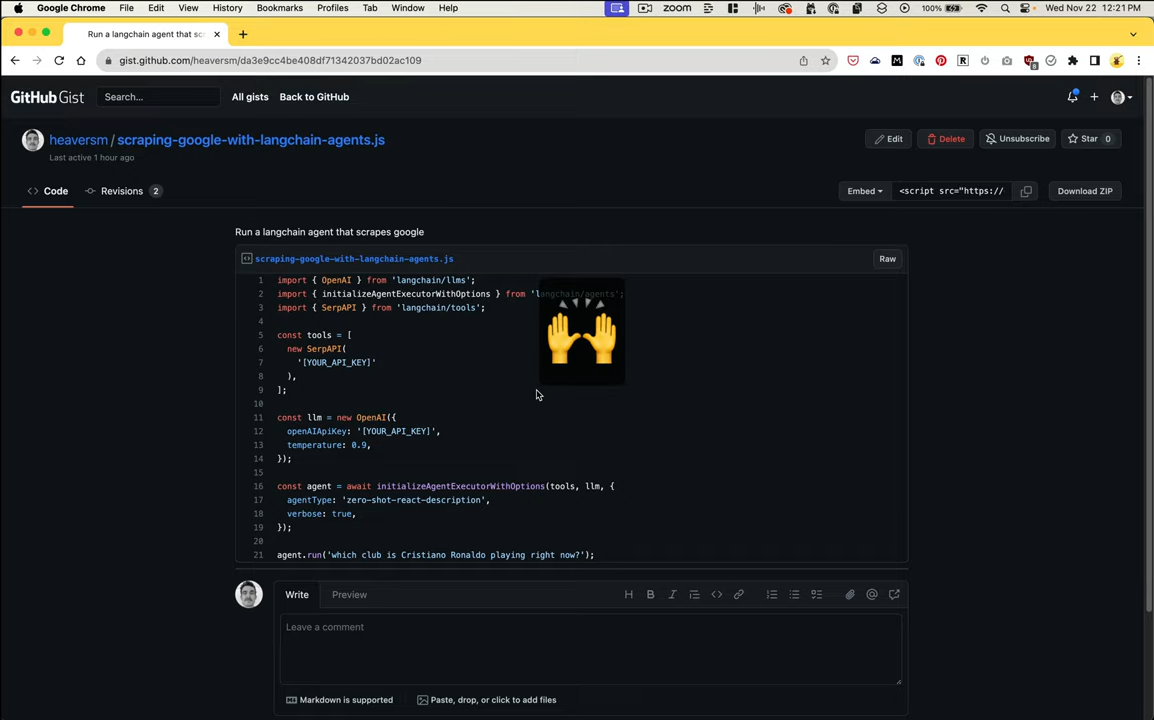 Google Chrome File Edit View History Bookmarks Profiles Tab Window Help zoom 100% Wed Nov 22 12:21 PM
Run a langchain agent that sc
gist.github.com/heaversm/da3e9cc4be408df71342037bd02ac109
GitHub Gist Search... All gists Back to GitHub
heaversm / scraping-google-with-langchain-agents.js Edit Delete Unsubscribe Star 0
Last active 1 hour ago
Code Revisions 2 Embed <script src="https:// Download ZIP
Run a langchain agent that scrapes google
scraping-google-with-langchain-agents.js Raw
1 import { OpenAI } from 'langchain/llms';
2 import { initializeAgentExecutorWithOptions } from 'langchain/agents';
3 import { SerpAPI } from 'langchain/tools';
4
5 const tools = [
6 new SerpAPI(
7 '[YOUR_API_KEY]'
8 ),
9 ];
10
11 const llm = new OpenAI({
12 openAIApiKey: '[YOUR_API_KEY]',
13 temperature: 0.9,
14 });
15
16 const agent = await initializeAgentExecutorWithOptions(tools, llm, {
17 agentType: 'zero-shot-react-description',
18 verbose: true,
19 });
20
21 agent.run('which club is Cristiano Ronaldo playing right now?');
Write Preview
Leave a comment
Markdown is supported Paste, drop, or click to add files